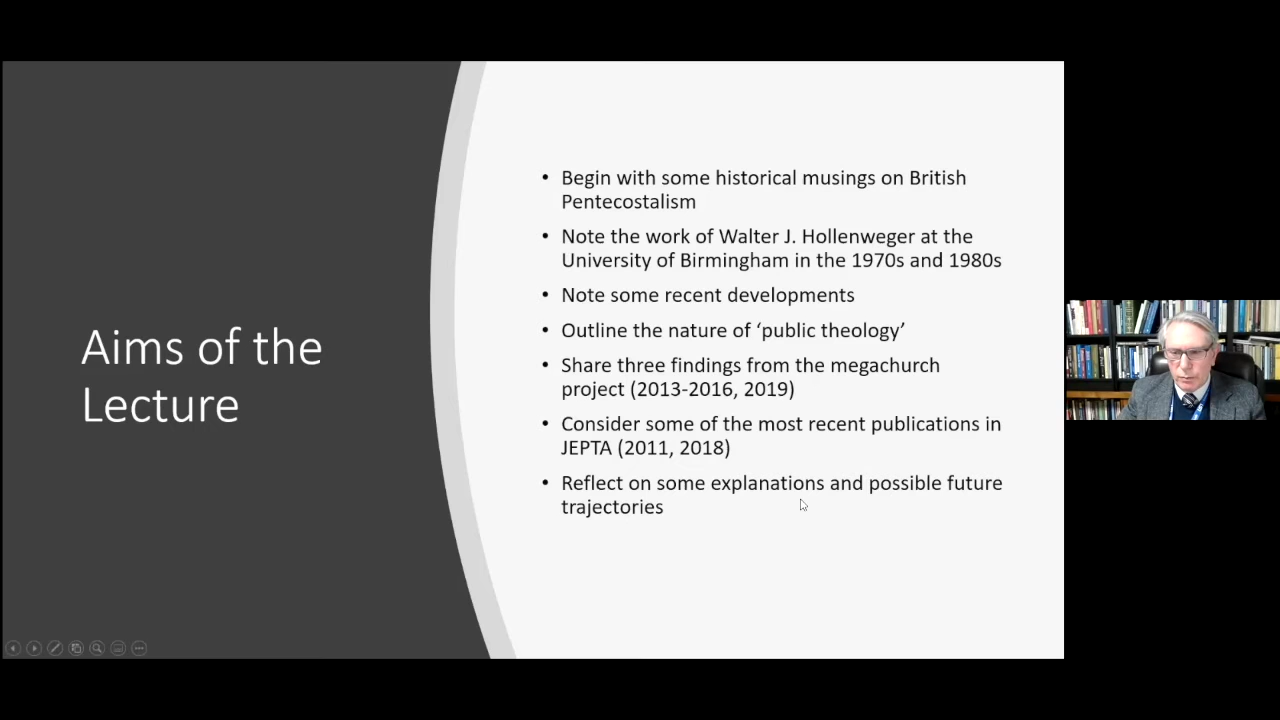 Aims of the
Lecture
• Begin with some historical musings on British
Pentecostalism
• Note the work of Walter J. Hollenweger at the
University of Birmingham in the 1970s and 1980s
• Note some recent developments
• Outline the nature of ‘public theology’
• Share three findings from the megachurch
project (2013-2016, 2019)
• Consider some of the most recent publications in
JEPTA (2011, 2018)
• Reflect on some explanations and possible future
trajectories